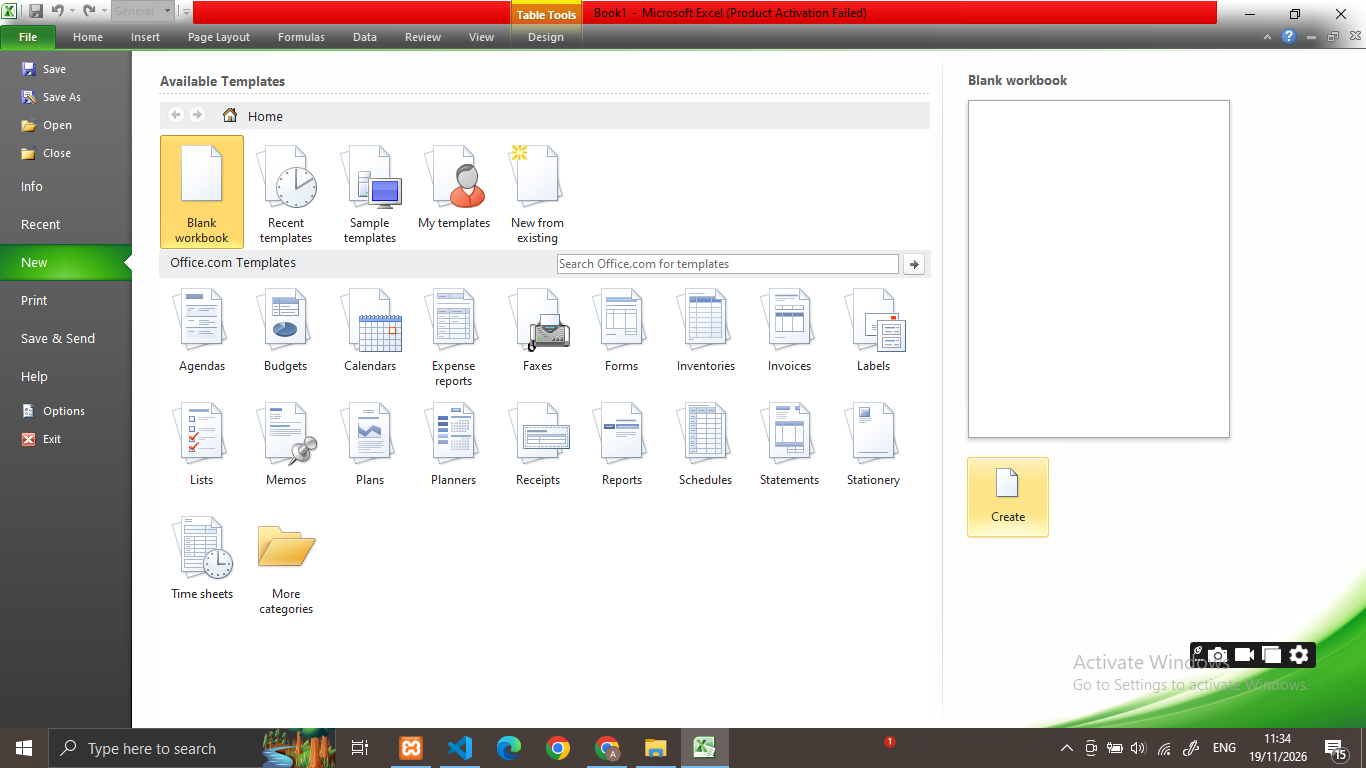 General
Table Tools
Book1 - Microsoft Excel (Product Activation Failed)
File
Home
Insert
Page Layout
Formulas
Data
Review
View
Design
Save
Save As
Open
Close
Info
Recent
New
Print
Save & Send
Help
Options
Exit
Available Templates
Home
Blank
workbook
Recent
templates
Sample
templates
My templates
New from
existing
Office.com Templates
Search Office.com for templates
Agendas
Budgets
Calendars
Expense
reports
Faxes
Forms
Inventories
Invoices
Labels
Lists
Memos
Plans
Planners
Receipts
Reports
Schedules
Statements
Stationery
Time sheets
More
categories
Blank workbook
Create
Activate Windows
Go to Settings to activate Windows.
Type here to search
1
ENG
11:34
19/11/2026
15